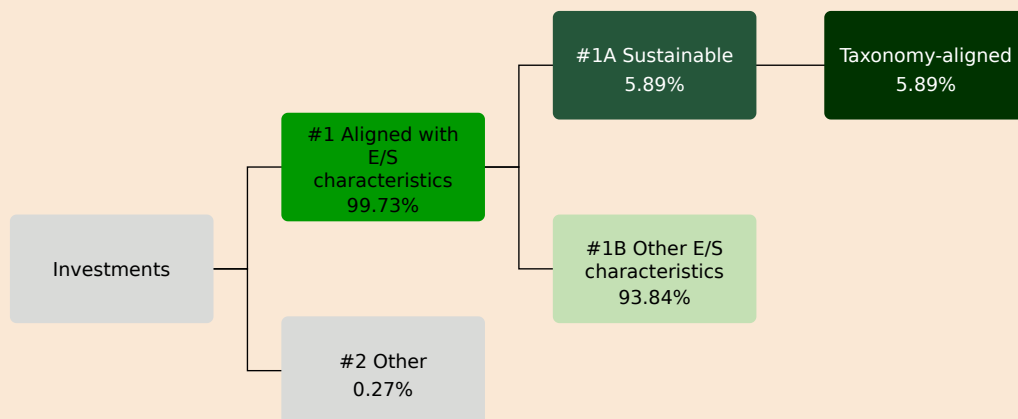 #1A Sustainable
5.89%
Taxonomy-aligned
5.89%
#1 Aligned with
E/S
characteristics
99.73%
Investments
#1B Other E/S
characteristics
93.84%
#2 Other
0.27%